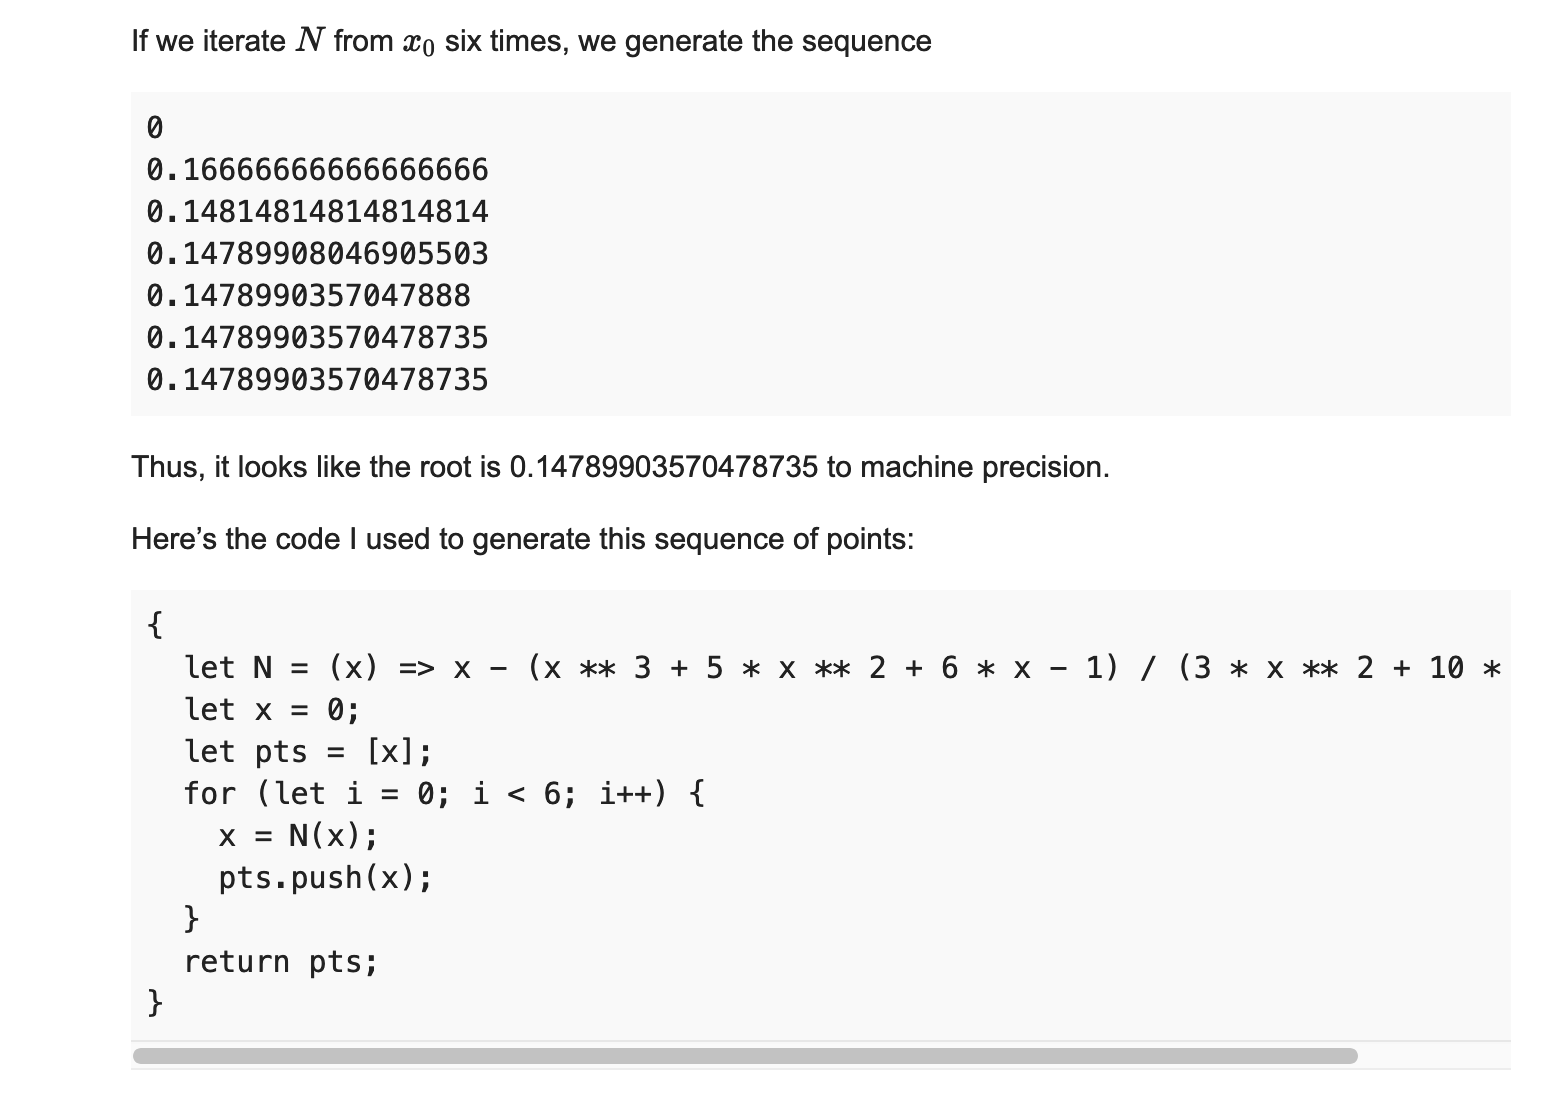 If we iterate N from x₀ six times, we generate the sequence
0
0.16666666666666666
0.14814814814814814
0.14789908046905503
0.1478990357047888
0.14789903570478735
0.14789903570478735
Thus, it looks like the root is 0.14789903570478735 to machine precision.
Here’s the code I used to generate this sequence of points:
{
  let N = (x) => x - (x ** 3 + 5 * x ** 2 + 6 * x - 1) / (3 * x ** 2 + 10 *
  let x = 0;
  let pts = [x];
  for (let i = 0; i < 6; i++) {
    x = N(x);
    pts.push(x);
  }
  return pts;
}